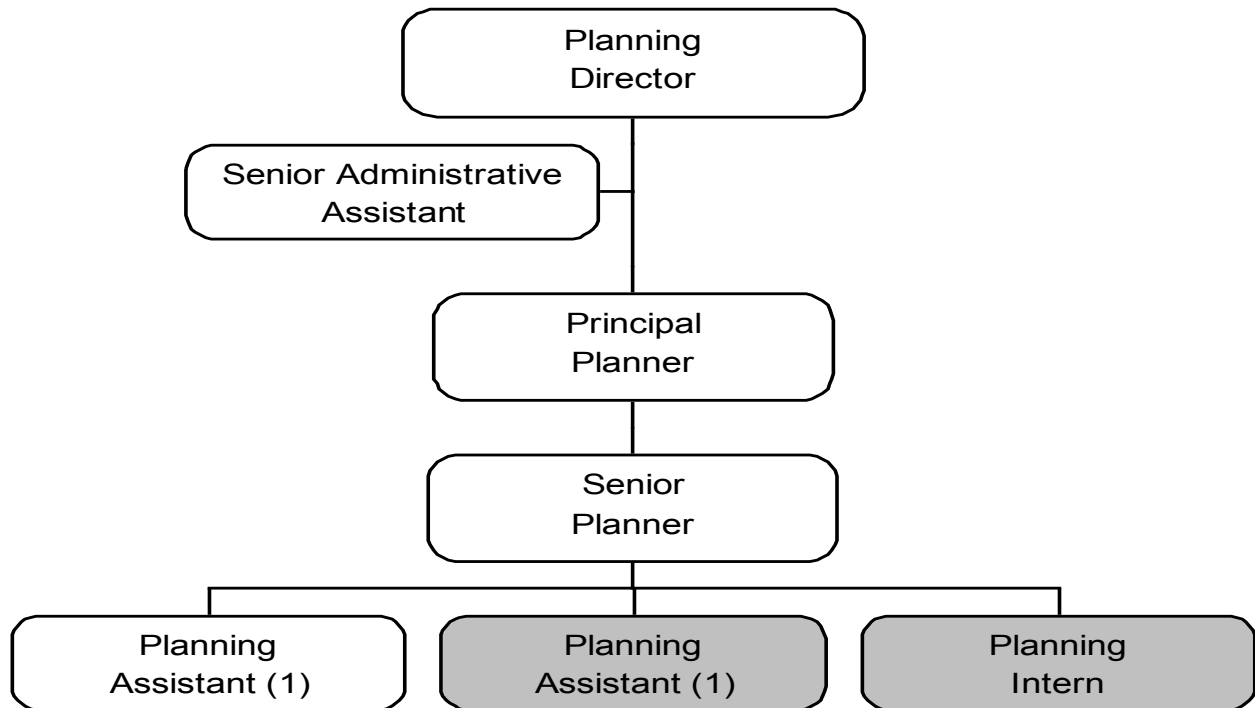 Planning
Director
Senior Administrative
Assistant
Principal
Planner
Senior
Planner
Planning
Assistant (1)
Planning
Assistant (1)
Planning
Intern